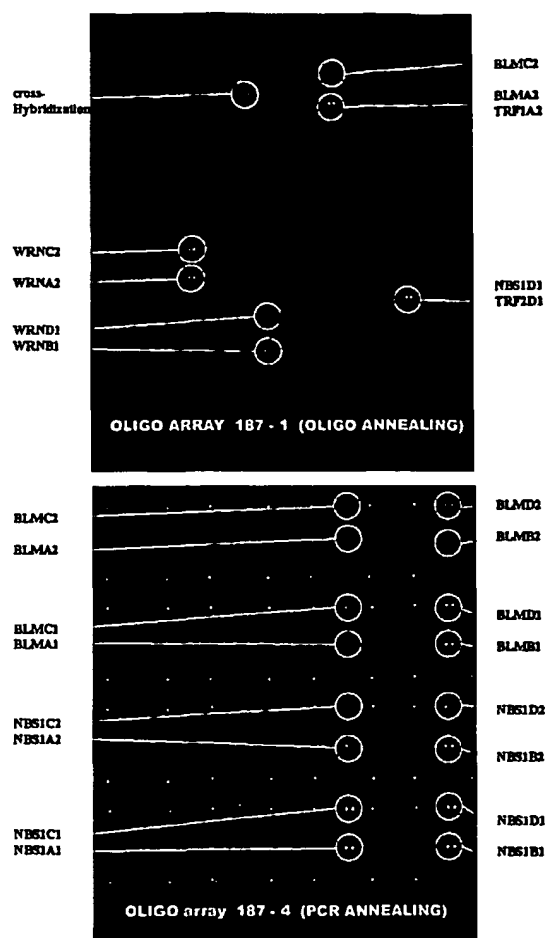 BLMC2
cross-
Hybridization
BLMA2
TRF1A2
WRNC2
WRNA2
NBS1D1
TRF2D1
WRND1
WRNB1
OLIGO ARRAY 187 - 1 (OLIGO ANNEALING)
BLMC2
BLMD2
BLMA2
BLMB2
BLMC1
BLMA1
BLMD1
BLMB1
NBS1C2
NBS1A2
NBS1D2
NBS1B2
NBS1C1
NBS1A1
NBS1D1
NBS1B1
OLIGO array 187 - 4 (PCR ANNEALING)